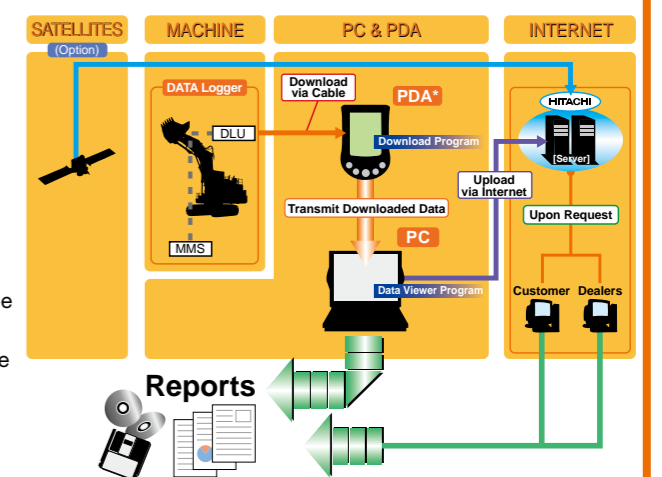 SATELLITES
(Option)
MACHINE
PC & PDA
INTERNET
DATA Logger
DLU
MMS
Download
via Cable
PDA*
Download Program
Transmit Downloaded Data
PC
Data Viewer Program
Upload
via Internet
HITACHI
[Server]
Upon Request
Customer Dealers
e
e
Reports